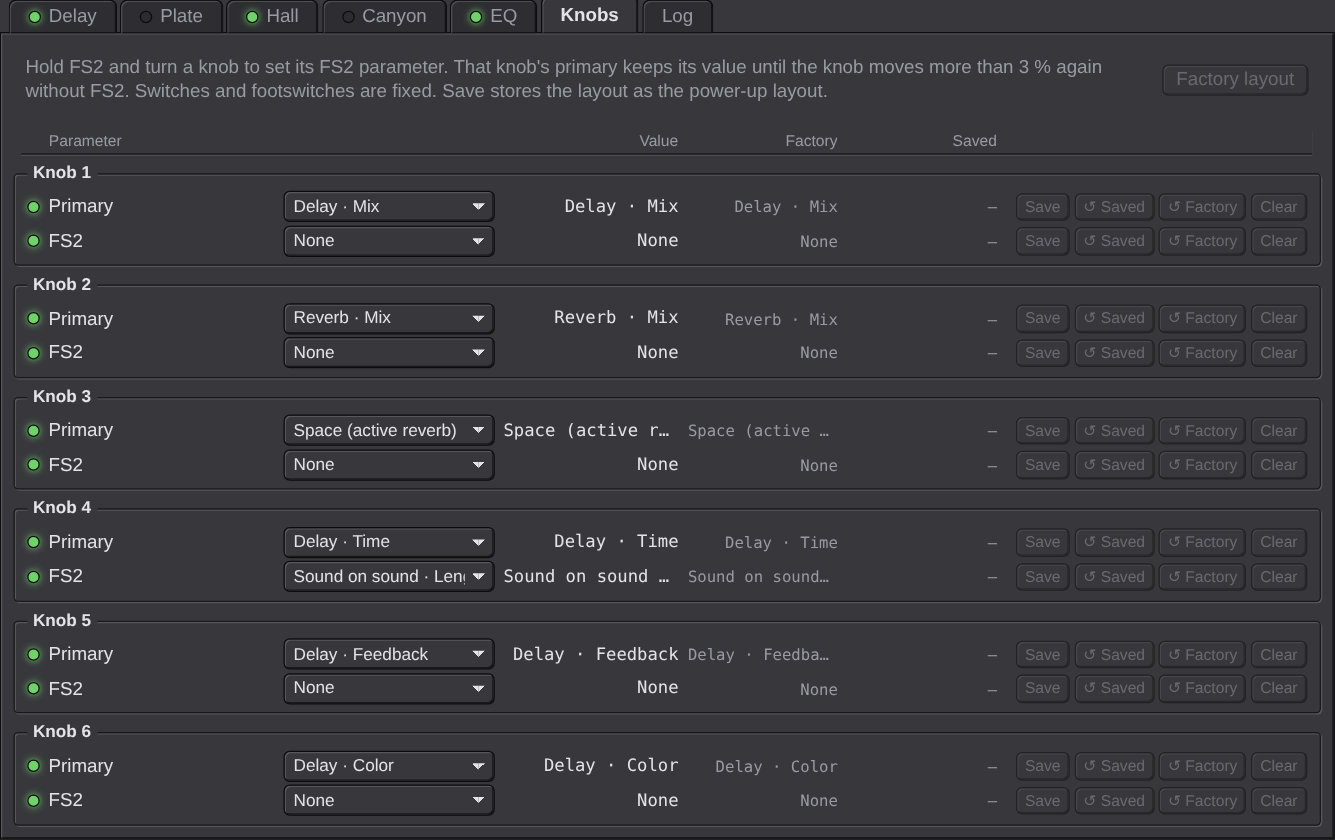 Delay Plate Hall Canyon EQ Knobs Log
Hold FS2 and turn a knob to set its FS2 parameter. That knob's primary keeps its value until the knob moves more than 3 % again
without FS2. Switches and footswitches are fixed. Save stores the layout as the power-up layout.
Factory layout
Parameter Value Factory Saved
Knob 1
Primary Delay · Mix Delay · Mix Delay · Mix – Save ↺ Saved ↺ Factory Clear
FS2 None None None – Save ↺ Saved ↺ Factory Clear
Knob 2
Primary Reverb · Mix Reverb · Mix Reverb · Mix – Save ↺ Saved ↺ Factory Clear
FS2 None None None – Save ↺ Saved ↺ Factory Clear
Knob 3
Primary Space (active reverb) Space (active r… Space (active … – Save ↺ Saved ↺ Factory Clear
FS2 None None None – Save ↺ Saved ↺ Factory Clear
Knob 4
Primary Delay · Time Delay · Time Delay · Time – Save ↺ Saved ↺ Factory Clear
FS2 Sound on sound · Leng Sound on sound … Sound on sound… – Save ↺ Saved ↺ Factory Clear
Knob 5
Primary Delay · Feedback Delay · Feedback Delay · Feedba… – Save ↺ Saved ↺ Factory Clear
FS2 None None None – Save ↺ Saved ↺ Factory Clear
Knob 6
Primary Delay · Color Delay · Color Delay · Color – Save ↺ Saved ↺ Factory Clear
FS2 None None None – Save ↺ Saved ↺ Factory Clear